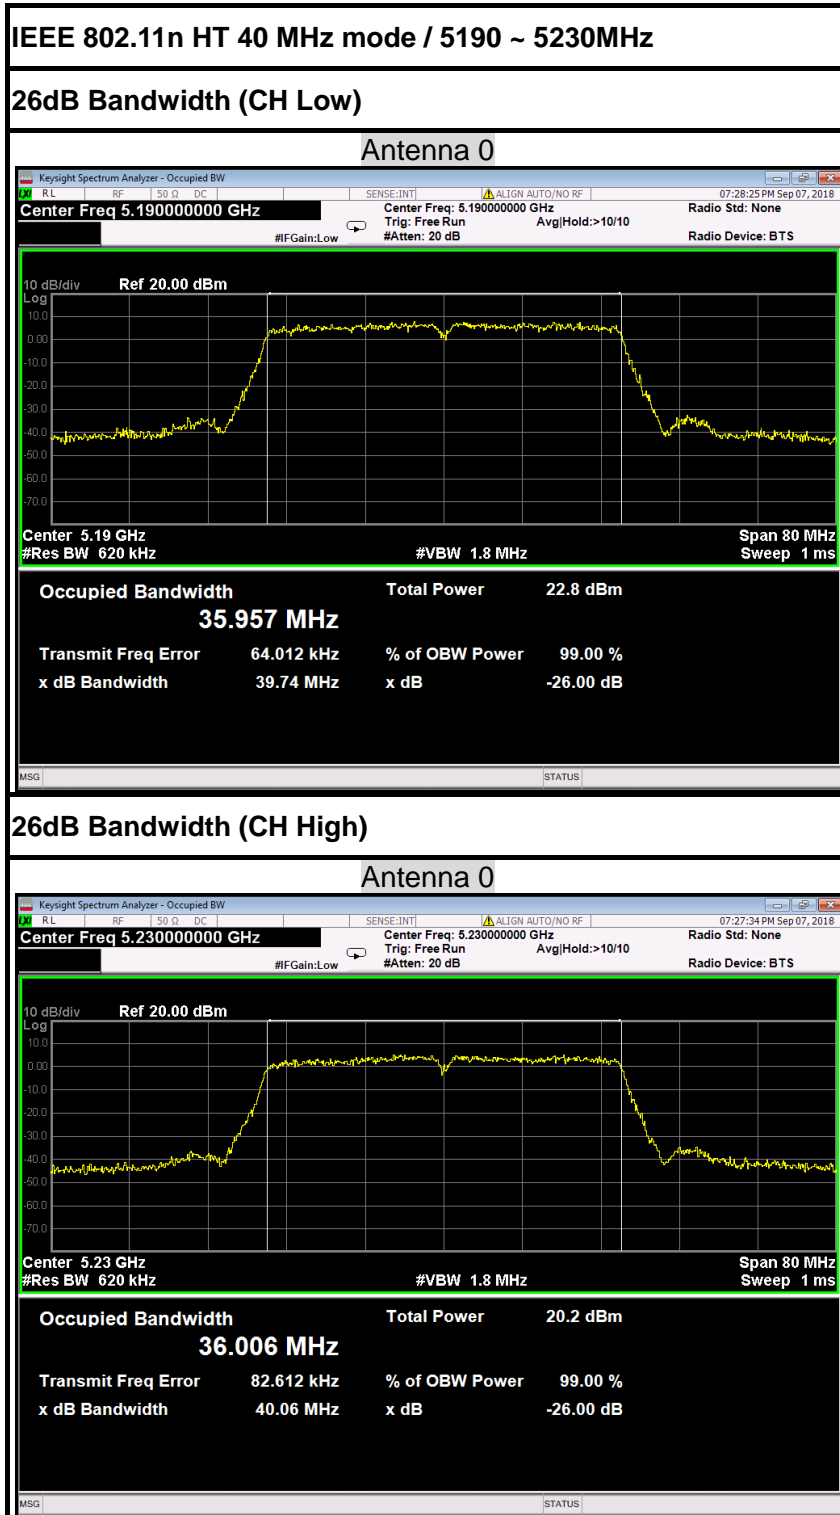 IEEE 802.11n HT 40 MHz mode / 5190 ~ 5230MHz
26dB Bandwidth (CH Low)
Antenna 0
Keysight Spectrum Analyzer - Occupied BW
LXI RL RF 50 Ω DC SENSE:INT ALIGN AUTO/NO RF 07:28:25 PM Sep 07, 2018
Center Freq 5.190000000 GHz Center Freq: 5.190000000 GHz Radio Std: None
Trig: Free Run Avg|Hold:>10/10
#IFGain:Low #Atten: 20 dB Radio Device: BTS
10 dB/div Ref 20.00 dBm
Log
10.0
0.00
-10.0
-20.0
-30.0
-40.0
-50.0
-60.0
-70.0
Center 5.19 GHz Span 80 MHz
#Res BW 620 kHz #VBW 1.8 MHz Sweep 1 ms
Occupied Bandwidth Total Power 22.8 dBm
35.957 MHz
Transmit Freq Error 64.012 kHz % of OBW Power 99.00 %
x dB Bandwidth 39.74 MHz x dB -26.00 dB
MSG STATUS
26dB Bandwidth (CH High)
Antenna 0
Keysight Spectrum Analyzer - Occupied BW
LXI RL RF 50 Ω DC SENSE:INT ALIGN AUTO/NO RF 07:27:34 PM Sep 07, 2018
Center Freq 5.230000000 GHz Center Freq: 5.230000000 GHz Radio Std: None
Trig: Free Run Avg|Hold:>10/10
#IFGain:Low #Atten: 20 dB Radio Device: BTS
10 dB/div Ref 20.00 dBm
Log
10.0
0.00
-10.0
-20.0
-30.0
-40.0
-50.0
-60.0
-70.0
Center 5.23 GHz Span 80 MHz
#Res BW 620 kHz #VBW 1.8 MHz Sweep 1 ms
Occupied Bandwidth Total Power 20.2 dBm
36.006 MHz
Transmit Freq Error 82.612 kHz % of OBW Power 99.00 %
x dB Bandwidth 40.06 MHz x dB -26.00 dB
MSG STATUS